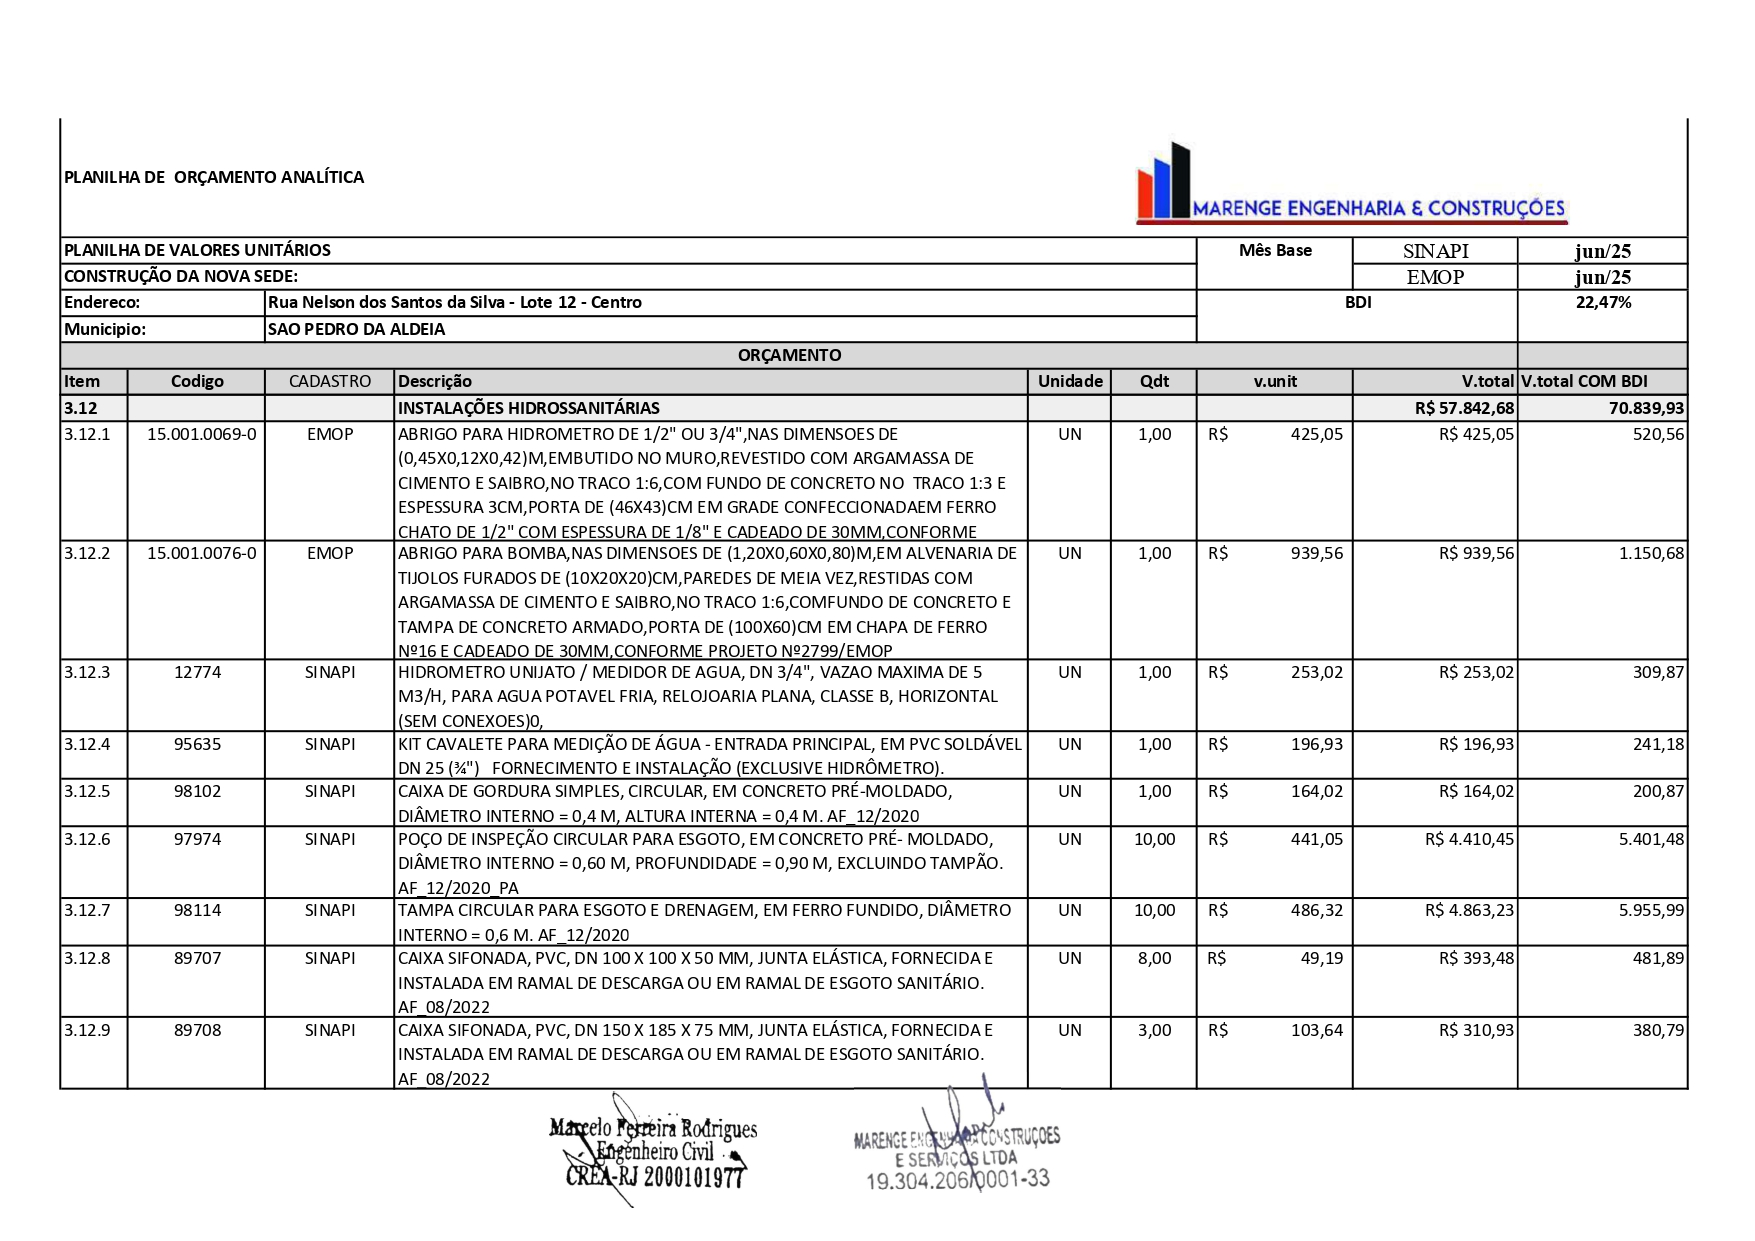 PLANILHA DE  ORÇAMENTO ANALÍTICA
MARENGE ENGENHARIA & CONSTRUÇÕES
PLANILHA DE VALORES UNITÁRIOS Mês Base SINAPI jun/25
CONSTRUÇÃO DA NOVA SEDE: EMOP jun/25
Endereco: Rua Nelson dos Santos da Silva - Lote 12 - Centro BDI 22,47%
Municipio: SAO PEDRO DA ALDEIA
ORÇAMENTO
Item Codigo CADASTRO Descrição Unidade Qdt v.unit V.total V.total COM BDI
3.12 INSTALAÇÕES HIDROSSANITÁRIAS R$ 57.842,68 70.839,93
3.12.1 15.001.0069-0 EMOP ABRIGO PARA HIDROMETRO DE 1/2" OU 3/4",NAS DIMENSOES DE UN 1,00 R$ 425,05 R$ 425,05 520,56
(0,45X0,12X0,42)M,EMBUTIDO NO MURO,REVESTIDO COM ARGAMASSA DE
CIMENTO E SAIBRO,NO TRACO 1:6,COM FUNDO DE CONCRETO NO  TRACO 1:3 E
ESPESSURA 3CM,PORTA DE (46X43)CM EM GRADE CONFECCIONADAEM FERRO
CHATO DE 1/2" COM ESPESSURA DE 1/8" E CADEADO DE 30MM,CONFORME
3.12.2 15.001.0076-0 EMOP ABRIGO PARA BOMBA,NAS DIMENSOES DE (1,20X0,60X0,80)M,EM ALVENARIA DE UN 1,00 R$ 939,56 R$ 939,56 1.150,68
TIJOLOS FURADOS DE (10X20X20)CM,PAREDES DE MEIA VEZ,RESTIDAS COM
ARGAMASSA DE CIMENTO E SAIBRO,NO TRACO 1:6,COMFUNDO DE CONCRETO E
TAMPA DE CONCRETO ARMADO,PORTA DE (100X60)CM EM CHAPA DE FERRO
Nº16 E CADEADO DE 30MM,CONFORME PROJETO Nº2799/EMOP
3.12.3 12774 SINAPI HIDROMETRO UNIJATO / MEDIDOR DE AGUA, DN 3/4", VAZAO MAXIMA DE 5 UN 1,00 R$ 253,02 R$ 253,02 309,87
M3/H, PARA AGUA POTAVEL FRIA, RELOJOARIA PLANA, CLASSE B, HORIZONTAL
(SEM CONEXOES)0,
3.12.4 95635 SINAPI KIT CAVALETE PARA MEDIÇÃO DE ÁGUA - ENTRADA PRINCIPAL, EM PVC SOLDÁVEL UN 1,00 R$ 196,93 R$ 196,93 241,18
DN 25 (¾")   FORNECIMENTO E INSTALAÇÃO (EXCLUSIVE HIDRÔMETRO).
3.12.5 98102 SINAPI CAIXA DE GORDURA SIMPLES, CIRCULAR, EM CONCRETO PRÉ-MOLDADO, UN 1,00 R$ 164,02 R$ 164,02 200,87
DIÂMETRO INTERNO = 0,4 M, ALTURA INTERNA = 0,4 M. AF_12/2020
3.12.6 97974 SINAPI POÇO DE INSPEÇÃO CIRCULAR PARA ESGOTO, EM CONCRETO PRÉ- MOLDADO, UN 10,00 R$ 441,05 R$ 4.410,45 5.401,48
DIÂMETRO INTERNO = 0,60 M, PROFUNDIDADE = 0,90 M, EXCLUINDO TAMPÃO.
AF_12/2020_PA
3.12.7 98114 SINAPI TAMPA CIRCULAR PARA ESGOTO E DRENAGEM, EM FERRO FUNDIDO, DIÂMETRO UN 10,00 R$ 486,32 R$ 4.863,23 5.955,99
INTERNO = 0,6 M. AF_12/2020
3.12.8 89707 SINAPI CAIXA SIFONADA, PVC, DN 100 X 100 X 50 MM, JUNTA ELÁSTICA, FORNECIDA E UN 8,00 R$ 49,19 R$ 393,48 481,89
INSTALADA EM RAMAL DE DESCARGA OU EM RAMAL DE ESGOTO SANITÁRIO.
AF_08/2022
3.12.9 89708 SINAPI CAIXA SIFONADA, PVC, DN 150 X 185 X 75 MM, JUNTA ELÁSTICA, FORNECIDA E UN 3,00 R$ 103,64 R$ 310,93 380,79
INSTALADA EM RAMAL DE DESCARGA OU EM RAMAL DE ESGOTO SANITÁRIO.
AF_08/2022
Marcelo Ferreira Rodrigues
Engenheiro Civil
CREA-RJ 2000101977
MARENGE ENGENHARIA CONSTRUÇOES
E SERVIÇOS LTDA
19.304.206/0001-33